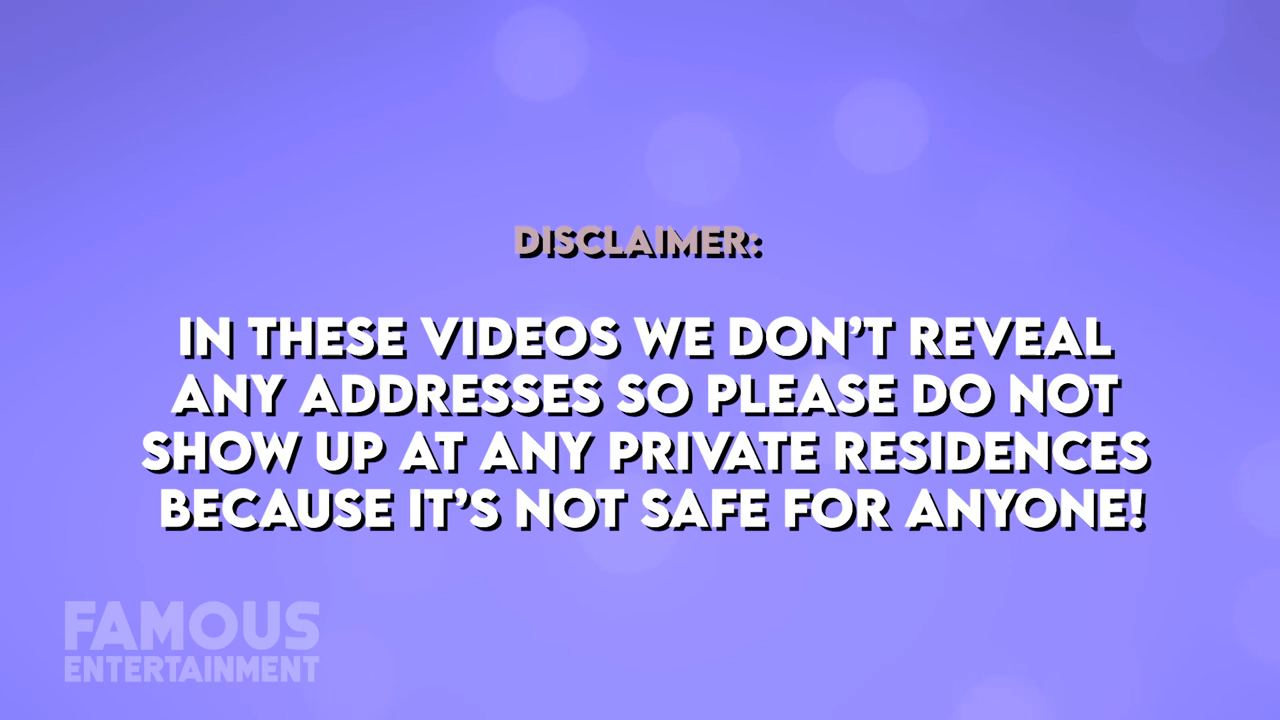 DISCLAIMER:
IN THESE VIDEOS WE DON'T REVEAL
ANY ADDRESSES SO PLEASE DO NOT
SHOW UP AT ANY PRIVATE RESIDENCES
BECAUSE IT'S NOT SAFE FOR ANYONE!
FAMOUS
ENTERTAINMENT